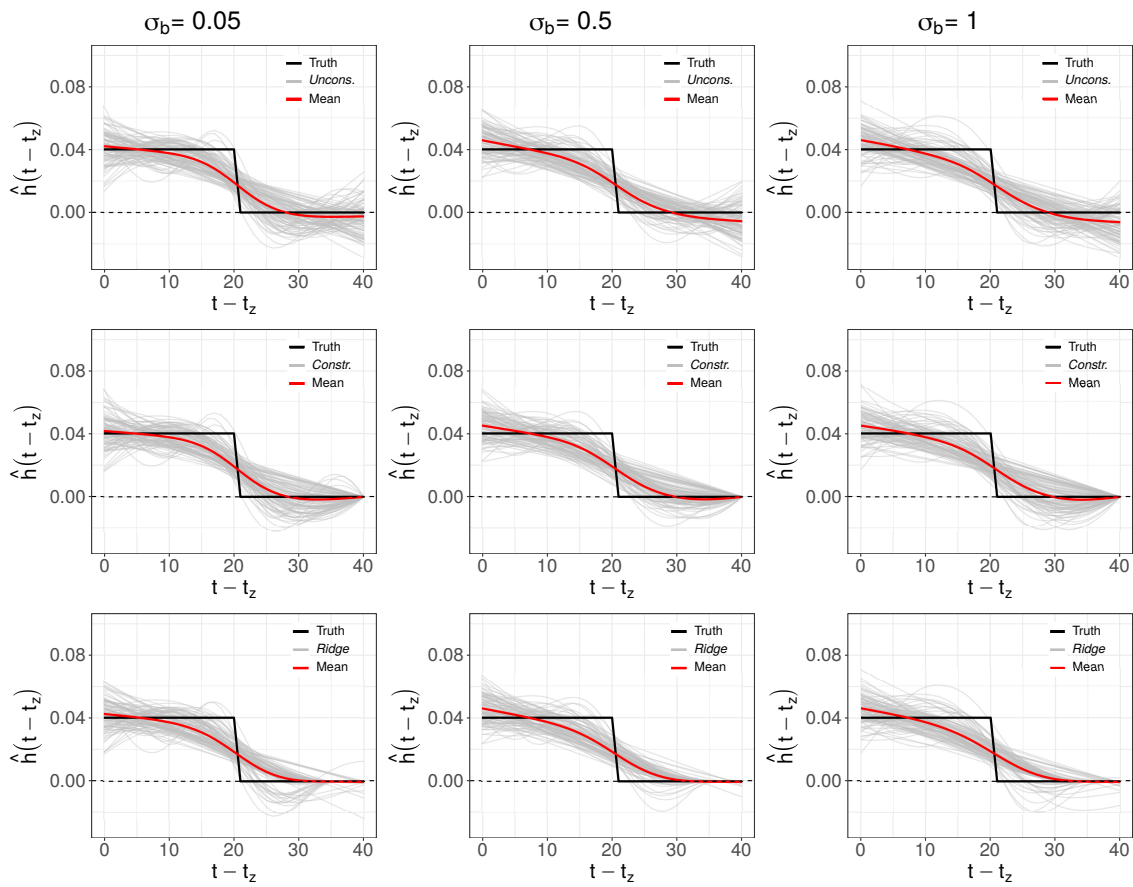 σb= 0.05 σb= 0.5 σb= 1
ĥ(t − tz) 0.08 0.04 0.00 Truth Uncons. Mean
0 10 20 30 40
t − tz
ĥ(t − tz) 0.08 0.04 0.00 Truth Uncons. Mean
0 10 20 30 40
t − tz
ĥ(t − tz) 0.08 0.04 0.00 Truth Uncons. Mean
0 10 20 30 40
t − tz
ĥ(t − tz) 0.08 0.04 0.00 Truth Constr. Mean
0 10 20 30 40
t − tz
ĥ(t − tz) 0.08 0.04 0.00 Truth Constr. Mean
0 10 20 30 40
t − tz
ĥ(t − tz) 0.08 0.04 0.00 Truth Constr. Mean
0 10 20 30 40
t − tz
ĥ(t − tz) 0.08 0.04 0.00 Truth Ridge Mean
0 10 20 30 40
t − tz
ĥ(t − tz) 0.08 0.04 0.00 Truth Ridge Mean
0 10 20 30 40
t − tz
ĥ(t − tz) 0.08 0.04 0.00 Truth Ridge Mean
0 10 20 30 40
t − tz